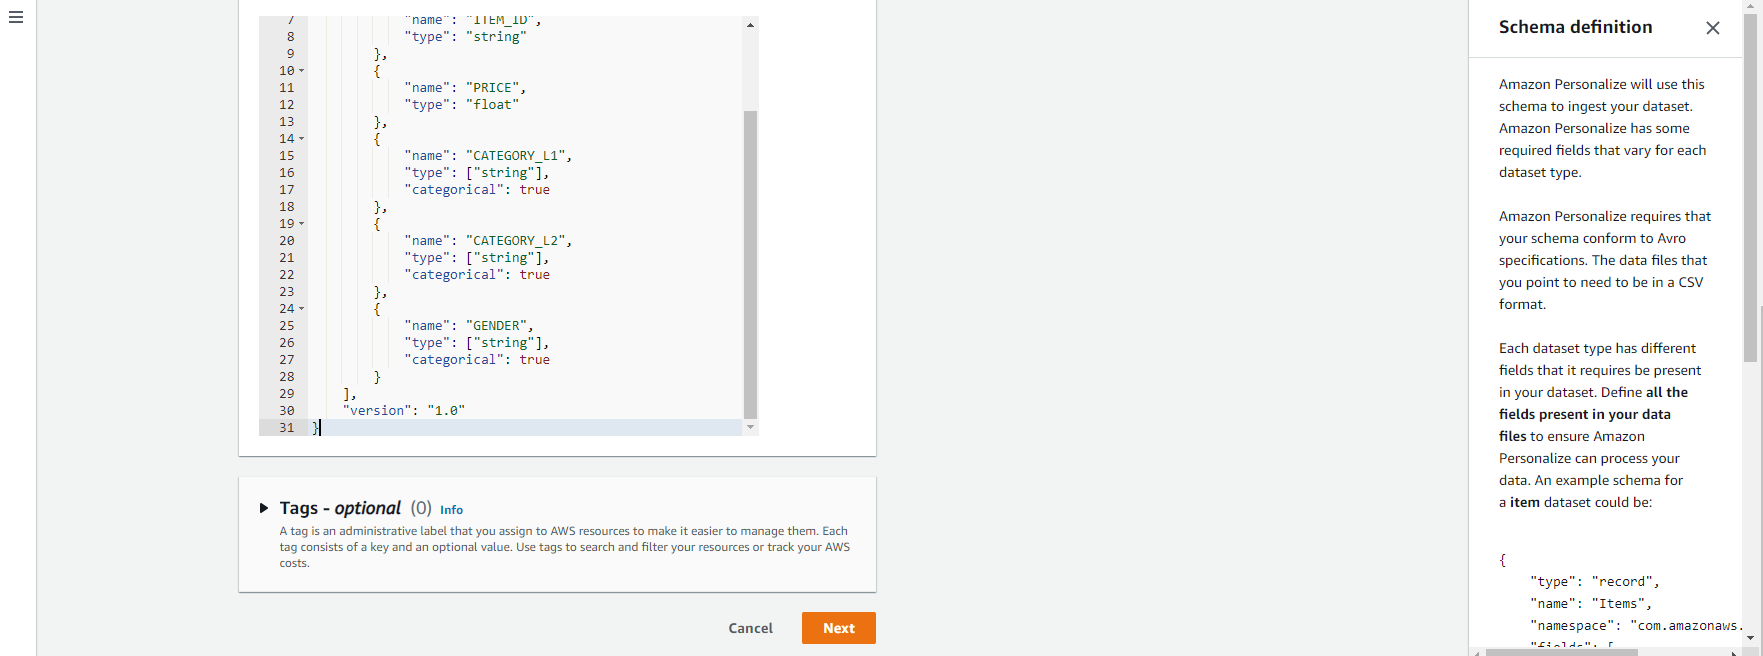 7 "name": "ITEM_ID",
8 "type": "string"
9 },
10 {
11 "name": "PRICE",
12 "type": "float"
13 },
14 {
15 "name": "CATEGORY_L1",
16 "type": ["string"],
17 "categorical": true
18 },
19 {
20 "name": "CATEGORY_L2",
21 "type": ["string"],
22 "categorical": true
23 },
24 {
25 "name": "GENDER",
26 "type": ["string"],
27 "categorical": true
28 }
29 ],
30 "version": "1.0"
31 }
Tags - optional (0) Info
A tag is an administrative label that you assign to AWS resources to make it easier to manage them. Each
tag consists of a key and an optional value. Use tags to search and filter your resources or track your AWS
costs.
Cancel Next
Schema definition
Amazon Personalize will use this
schema to ingest your dataset.
Amazon Personalize has some
required fields that vary for each
dataset type.
Amazon Personalize requires that
your schema conform to Avro
specifications. The data files that
you point to need to be in a CSV
format.
Each dataset type has different
fields that it requires be present
in your dataset. Define all the
fields present in your data
files to ensure Amazon
Personalize can process your
data. An example schema for
a item dataset could be:
{
"type": "record",
"name": "Items",
"namespace": "com.amazonaws.
"fields": [